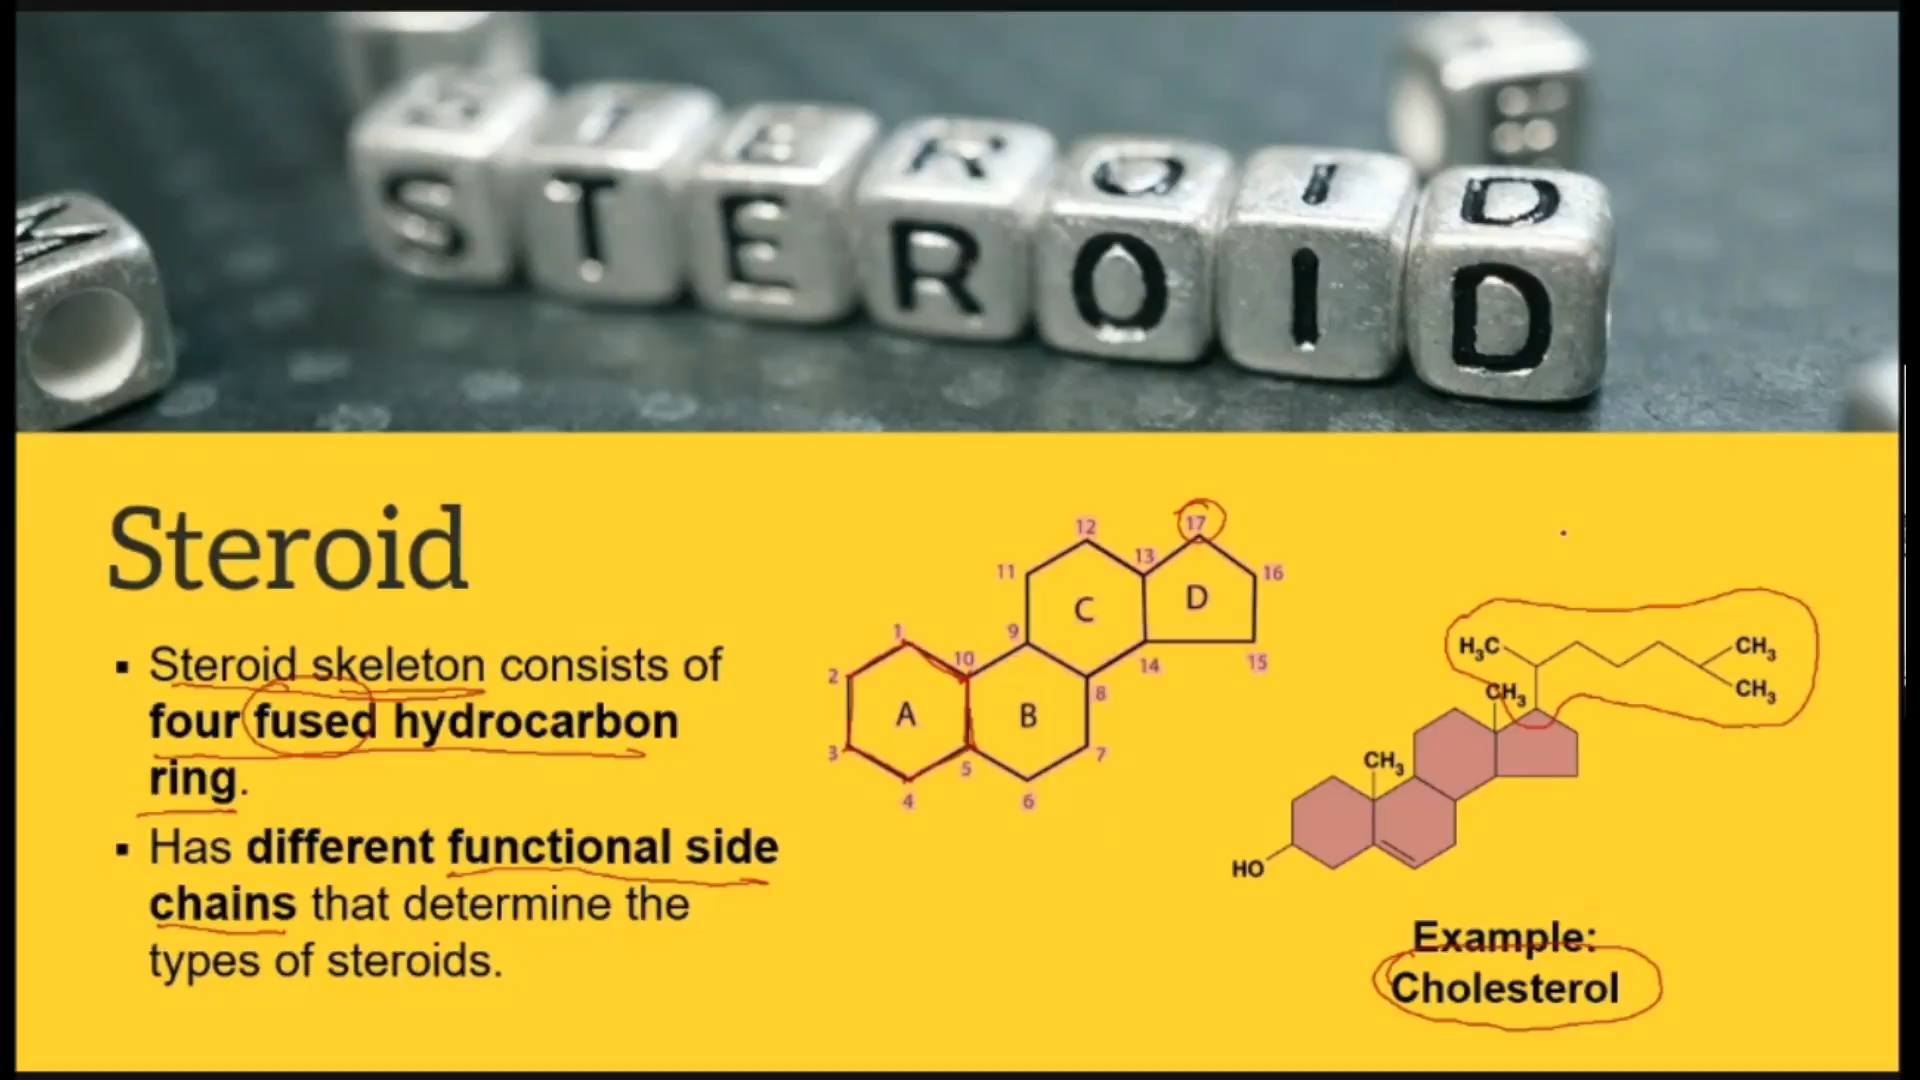 STEROID
STEROID
Steroid
▪ Steroid skeleton consists of
four fused hydrocarbon
ring.
▪ Has different functional side
chains that determine the
types of steroids.
12
17
13
11
16
C
D
1
9
10
14
15
2
8
A
B
3
5
7
4
6
H₃C
CH₃
CH₃
CH₃
CH₃
HO
Example:
Cholesterol